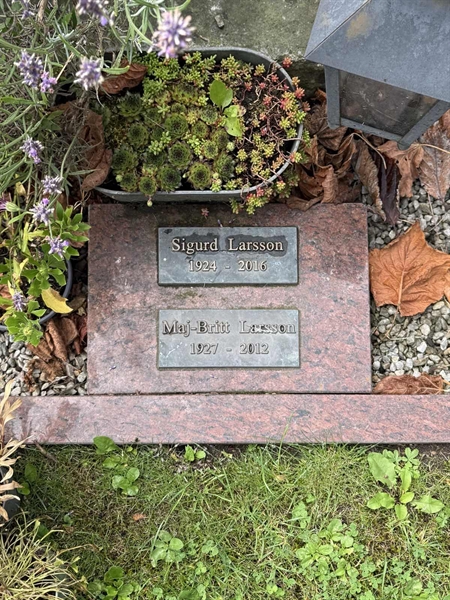 Sigurd Larsson
1924 - 2016
Maj-Britt Larsson
1927 - 2012